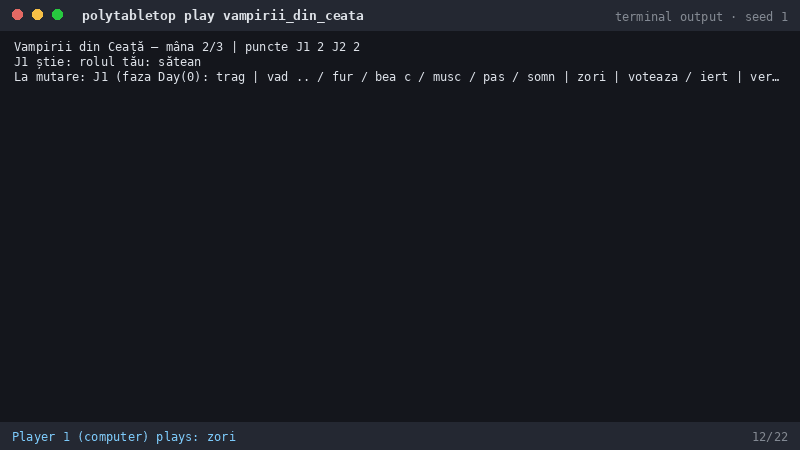 polytabletop play vampirii_din_ceata
terminal output · seed 1
Vampirii din Ceață — mâna 2/3 | puncte J1 2 J2 2
J1 știe: rolul tău: sătean
La mutare: J1 (faza Day(0): trag | vad .. / fur / bea c / musc / pas / somn | zori | voteaza / iert | ver…
Player 1 (computer) plays: zori
12/22